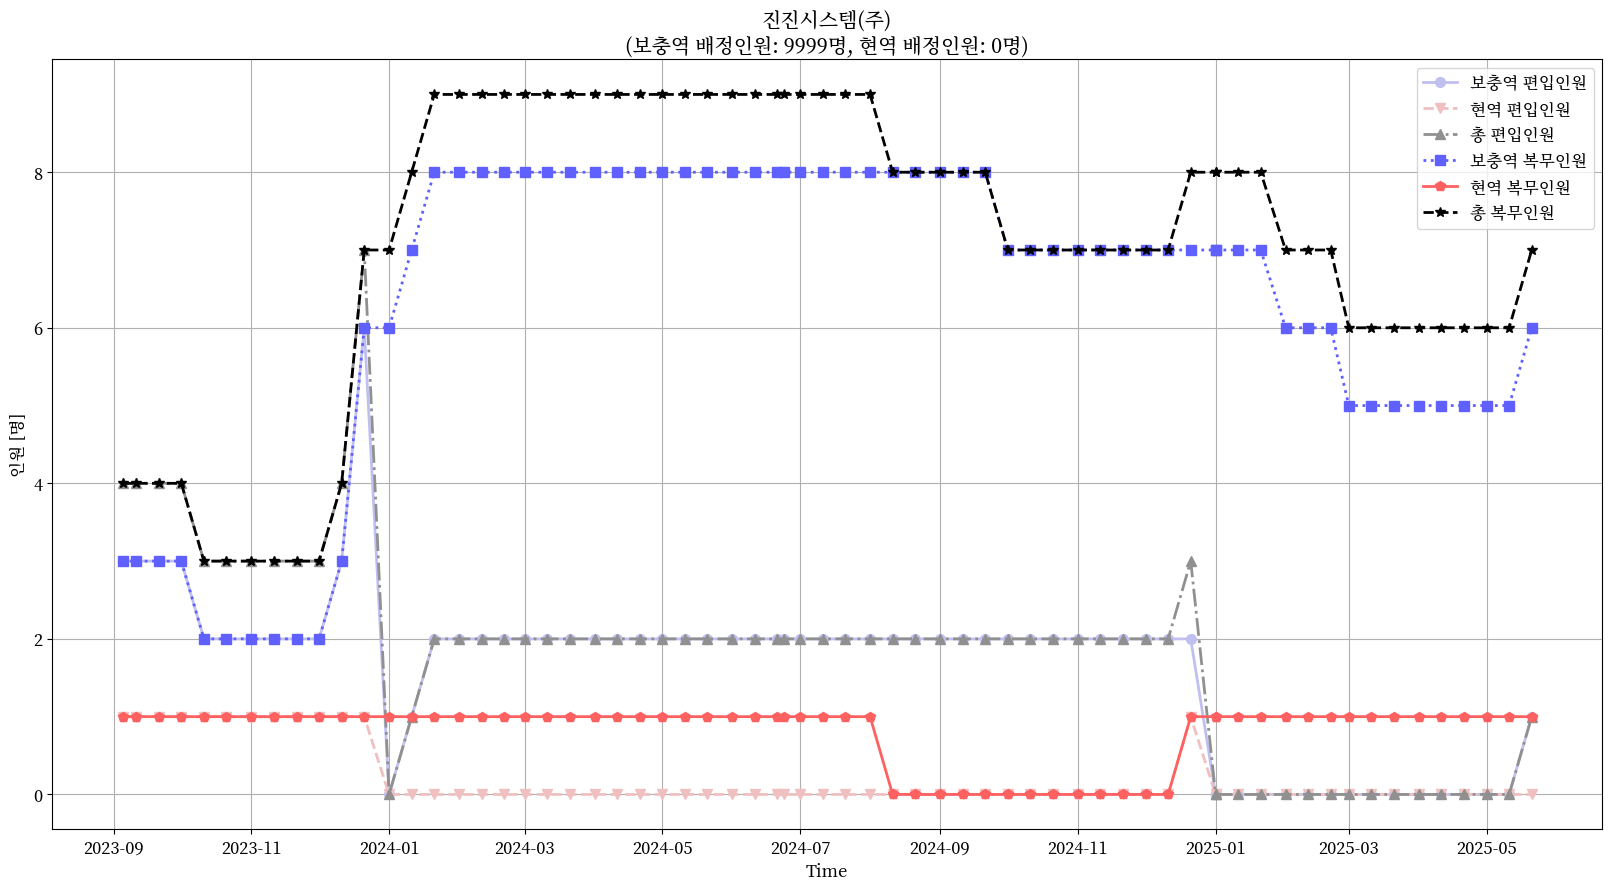 진진시스템(주)
(보충역 배정인원: 9999명, 현역 배정인원: 0명)
보충역 편입인원
현역 편입인원
총 편입인원
보충역 복무인원
현역 복무인원
총 복무인원
인원 [명]
8
6
4
2
0
2023-09 2023-11 2024-01 2024-03 2024-05 2024-07 2024-09 2024-11 2025-01 2025-03 2025-05
Time